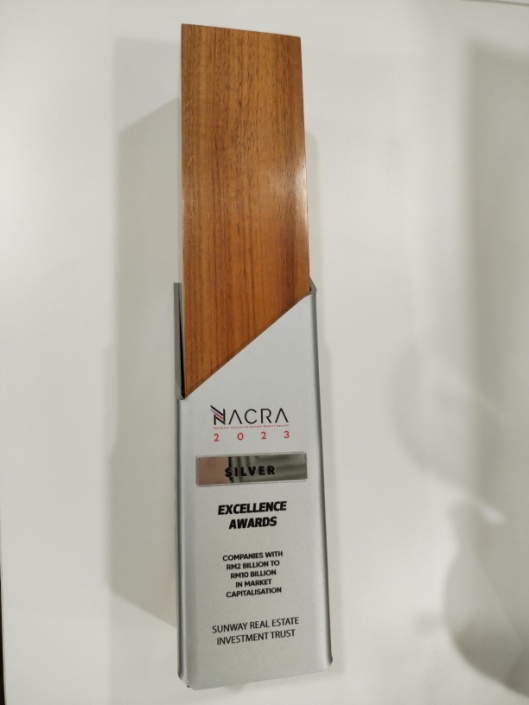 NACRA
2023
SILVER
EXCELLENCE
AWARDS
COMPANIES WITH
RM2 BILLION TO
RM10 BILLION
IN MARKET
CAPITALISATION
SUNWAY REAL ESTATE
INVESTMENT TRUST